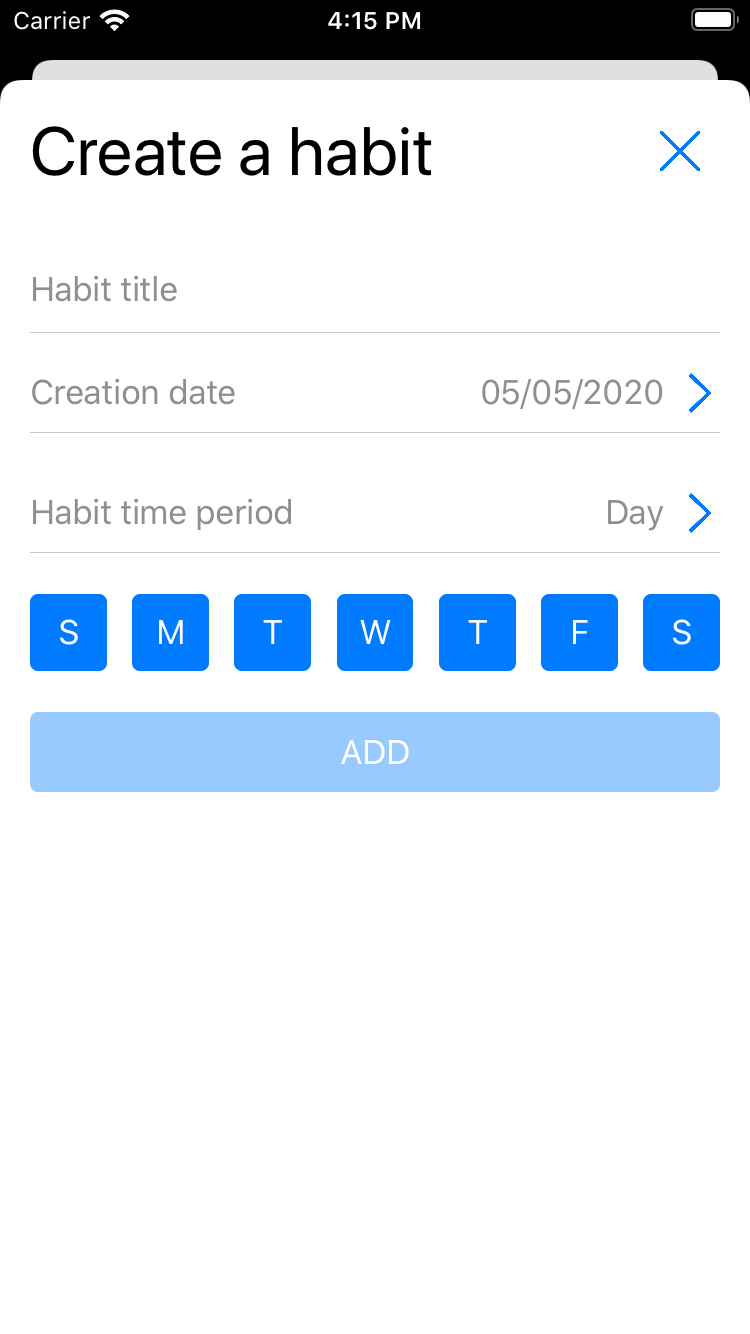 Carrier 4:15 PM
Create a habit
Habit title
Creation date 05/05/2020
Habit time period Day
S M T W T F S
ADD